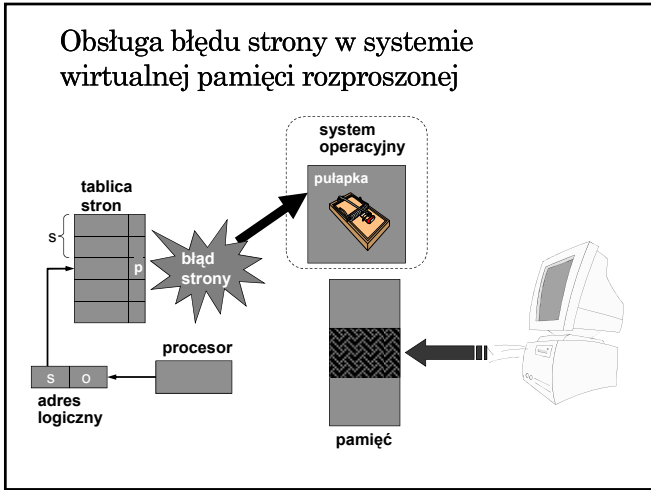 Obsługa błędu strony w systemie
wirtualnej pamięci rozproszonej
system
operacyjny
pułapka
tablica
stron
s
p
błąd
strony
procesor
s o
adres
logiczny
pamięć